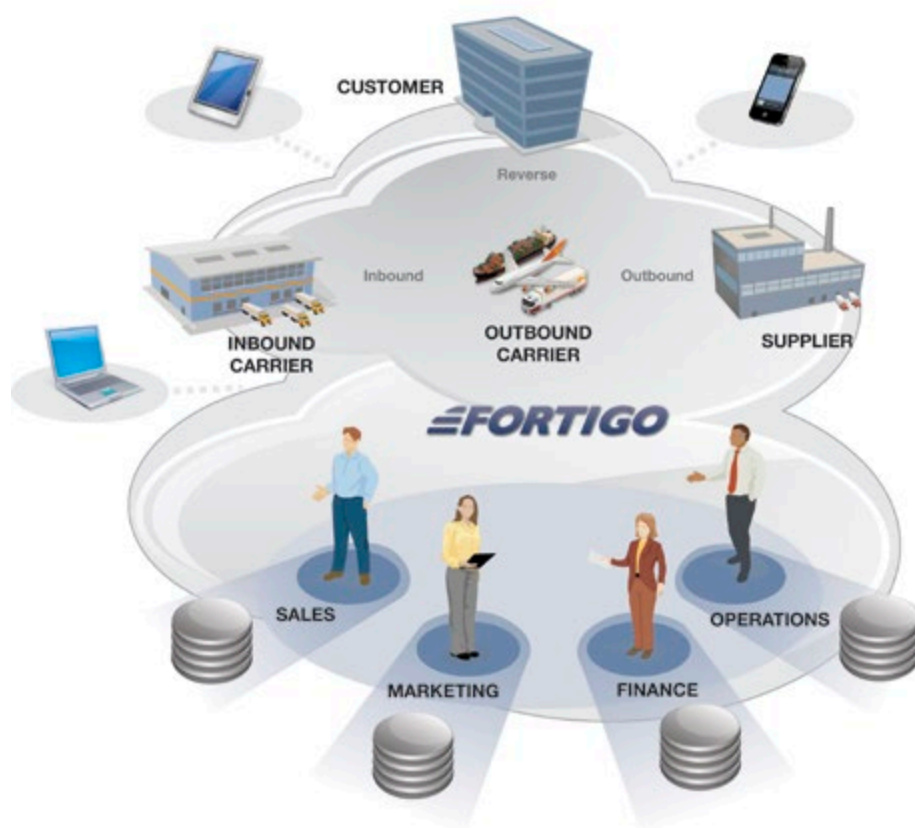 CUSTOMER
Reverse
Inbound
Outbound
INBOUND
CARRIER
OUTBOUND
CARRIER
SUPPLIER
FORTIGO
SALES
OPERATIONS
MARKETING
FINANCE